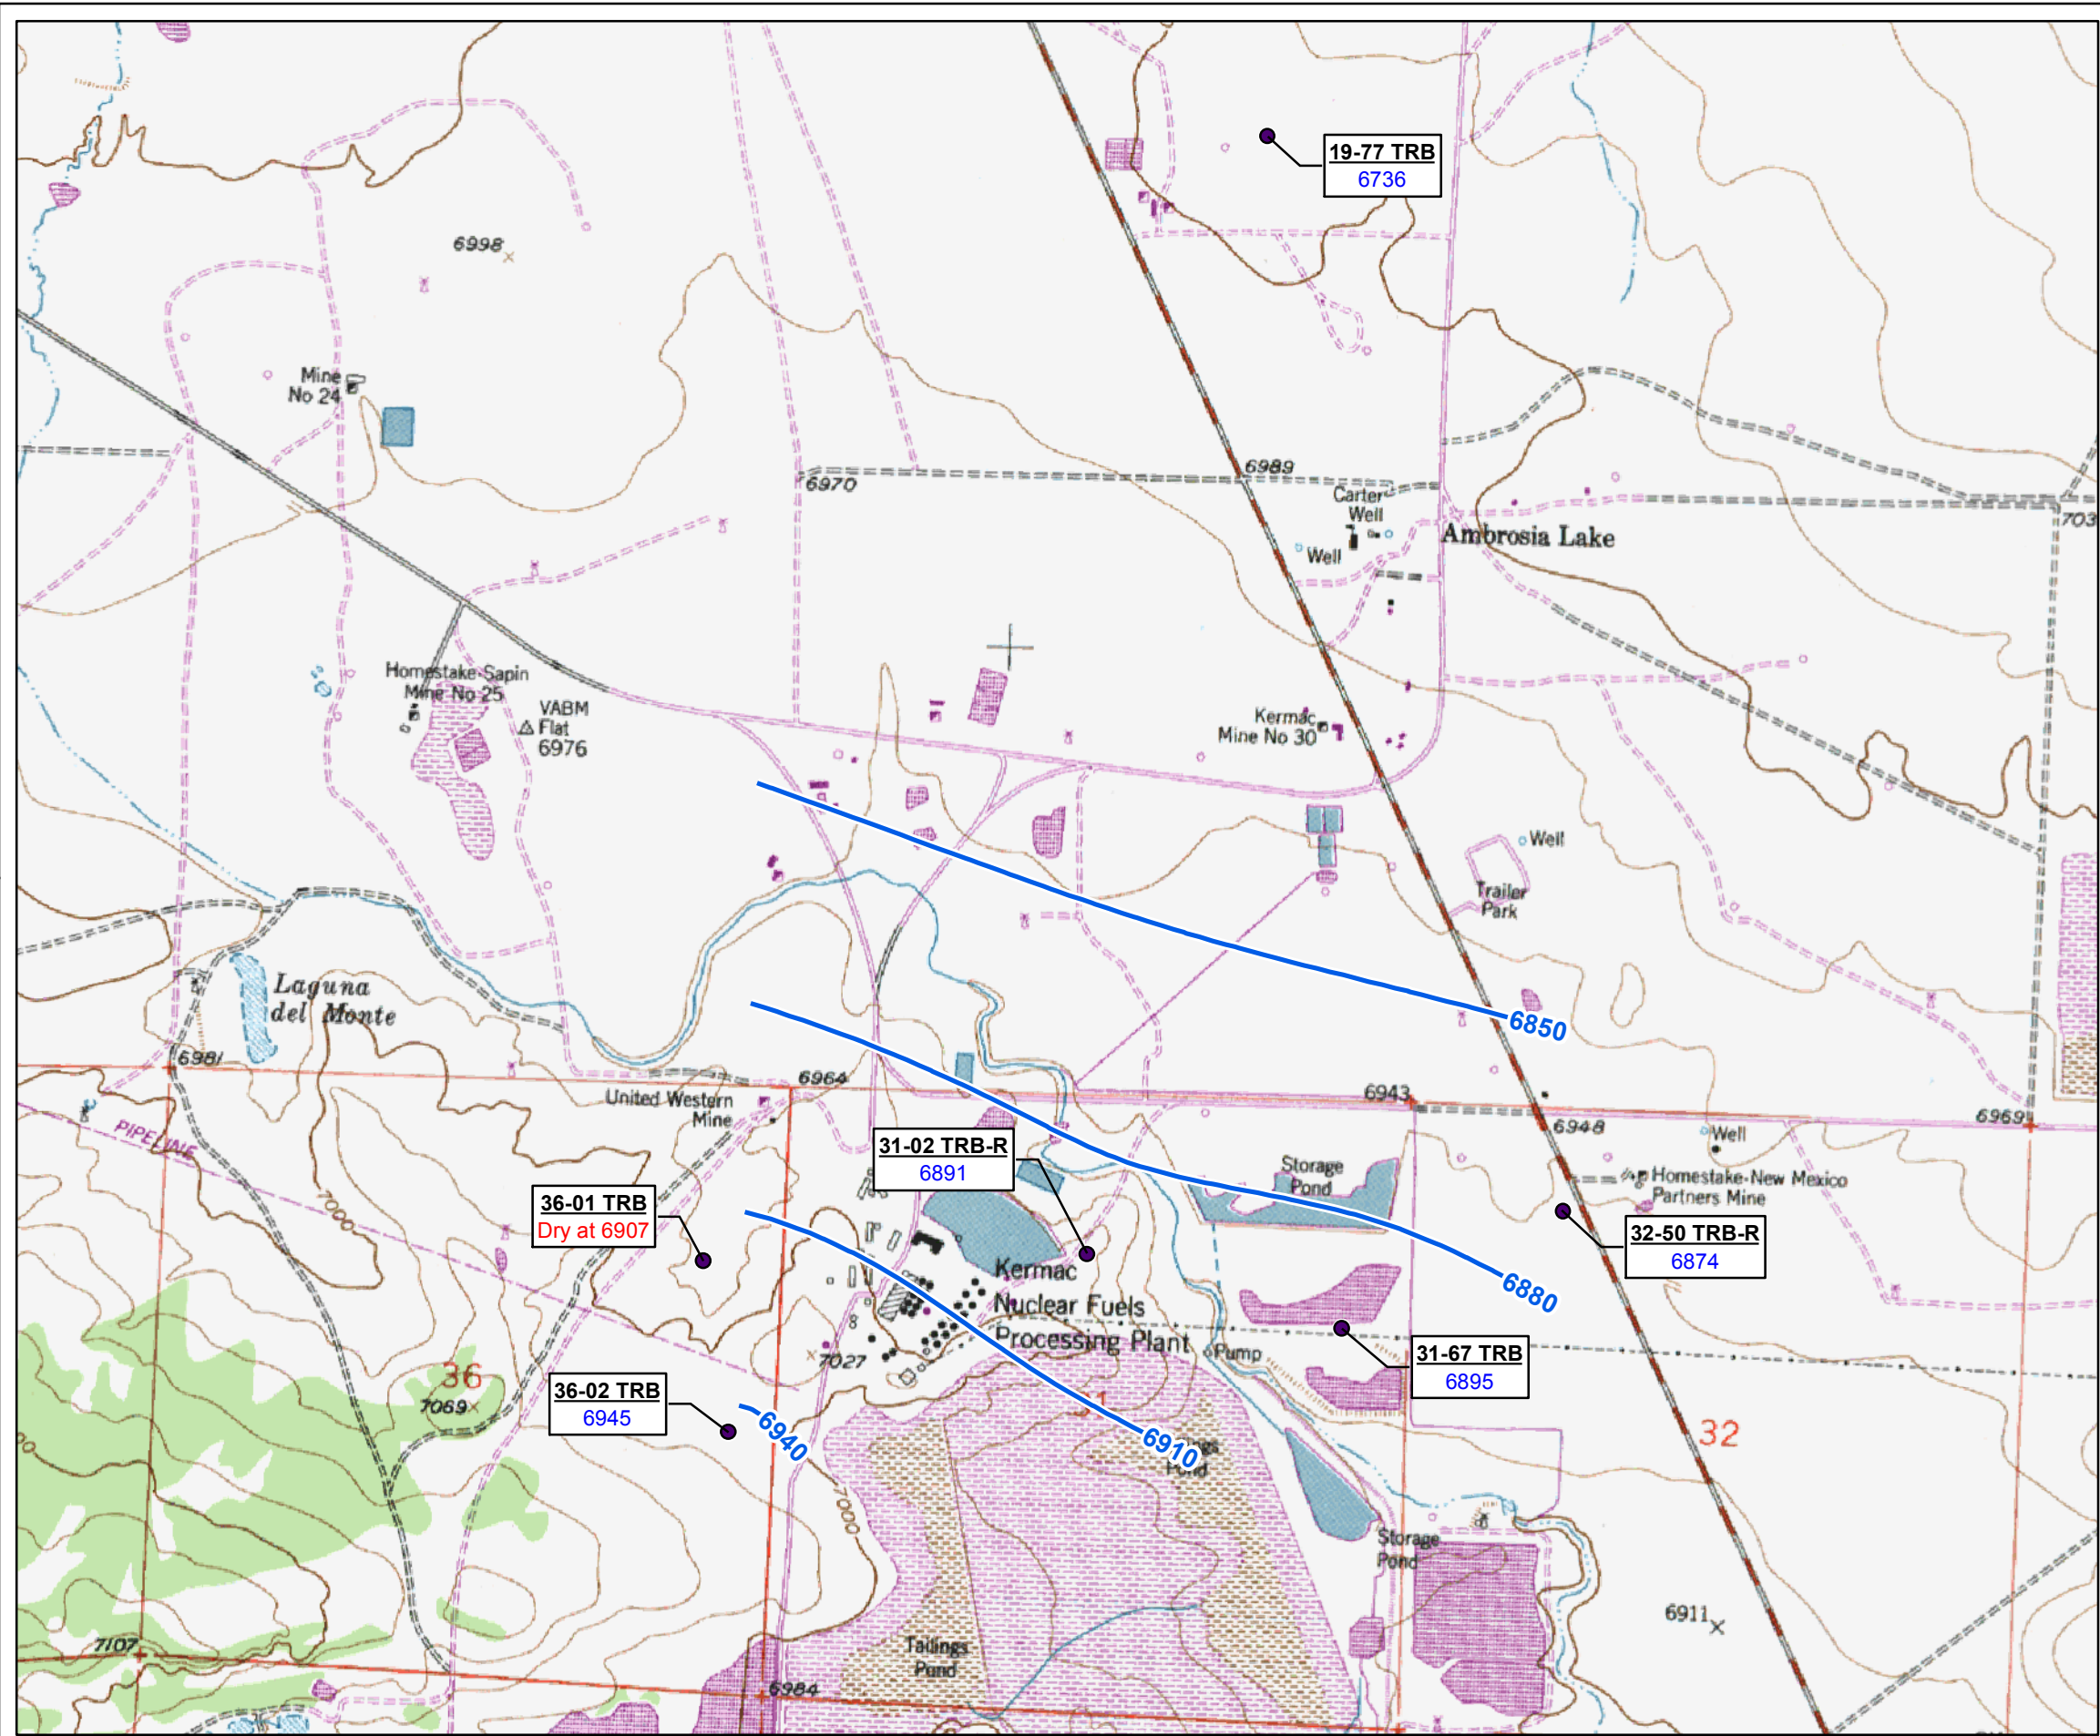 19-77 TRB
6736
6998
Mine
No 24
6989
6970
Carter
Well
Well
Ambrosia Lake
703
Homestake-Sapin
Mine No 25
VABM
Flat
6976
Kermac
Mine No 30
Well
Trailer
Park
Laguna
del Monte
6850
6981
6964
6943
6969
United Western
Mine
6948
Well
PIPELINE
31-02 TRB-R
6891
Storage
Pond
Homestake-New Mexico
Partners Mine
7000
36-01 TRB
Dry at 6907
32-50 TRB-R
6874
Kermac
Nuclear Fuels
Processing Plant
6880
Pump
7027
31-67 TRB
6895
36
7069
36-02 TRB
6945
6940
6910
Pond
32
7000
Storage
Pond
6911
7107
Tailings
Pond
6984